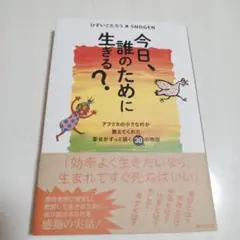 ひすいこたろう × SHOGEN
今日、
誰のために
生きる?
アフリカの小さな村が
教えてくれた
幸せがずっと続く30の物語
「効率よく生きたいなら、
生まれてすぐ死ねばいい」
感動の実話!